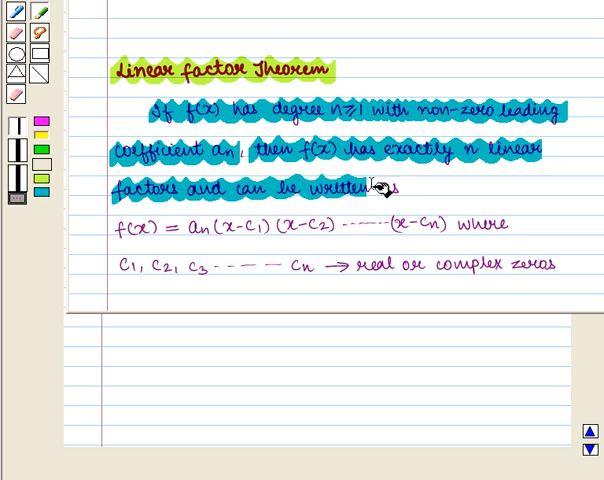 Linear factor Theorem
If f(x) has degree n≥1 with non-zero leading
coefficient an, then f(x) has exactly n linear
factors and can be written as
f(x) = an (x-c1) (x-c2) ------- (x-cn) where
c1, c2, c3 ------- cn → real or complex zeros